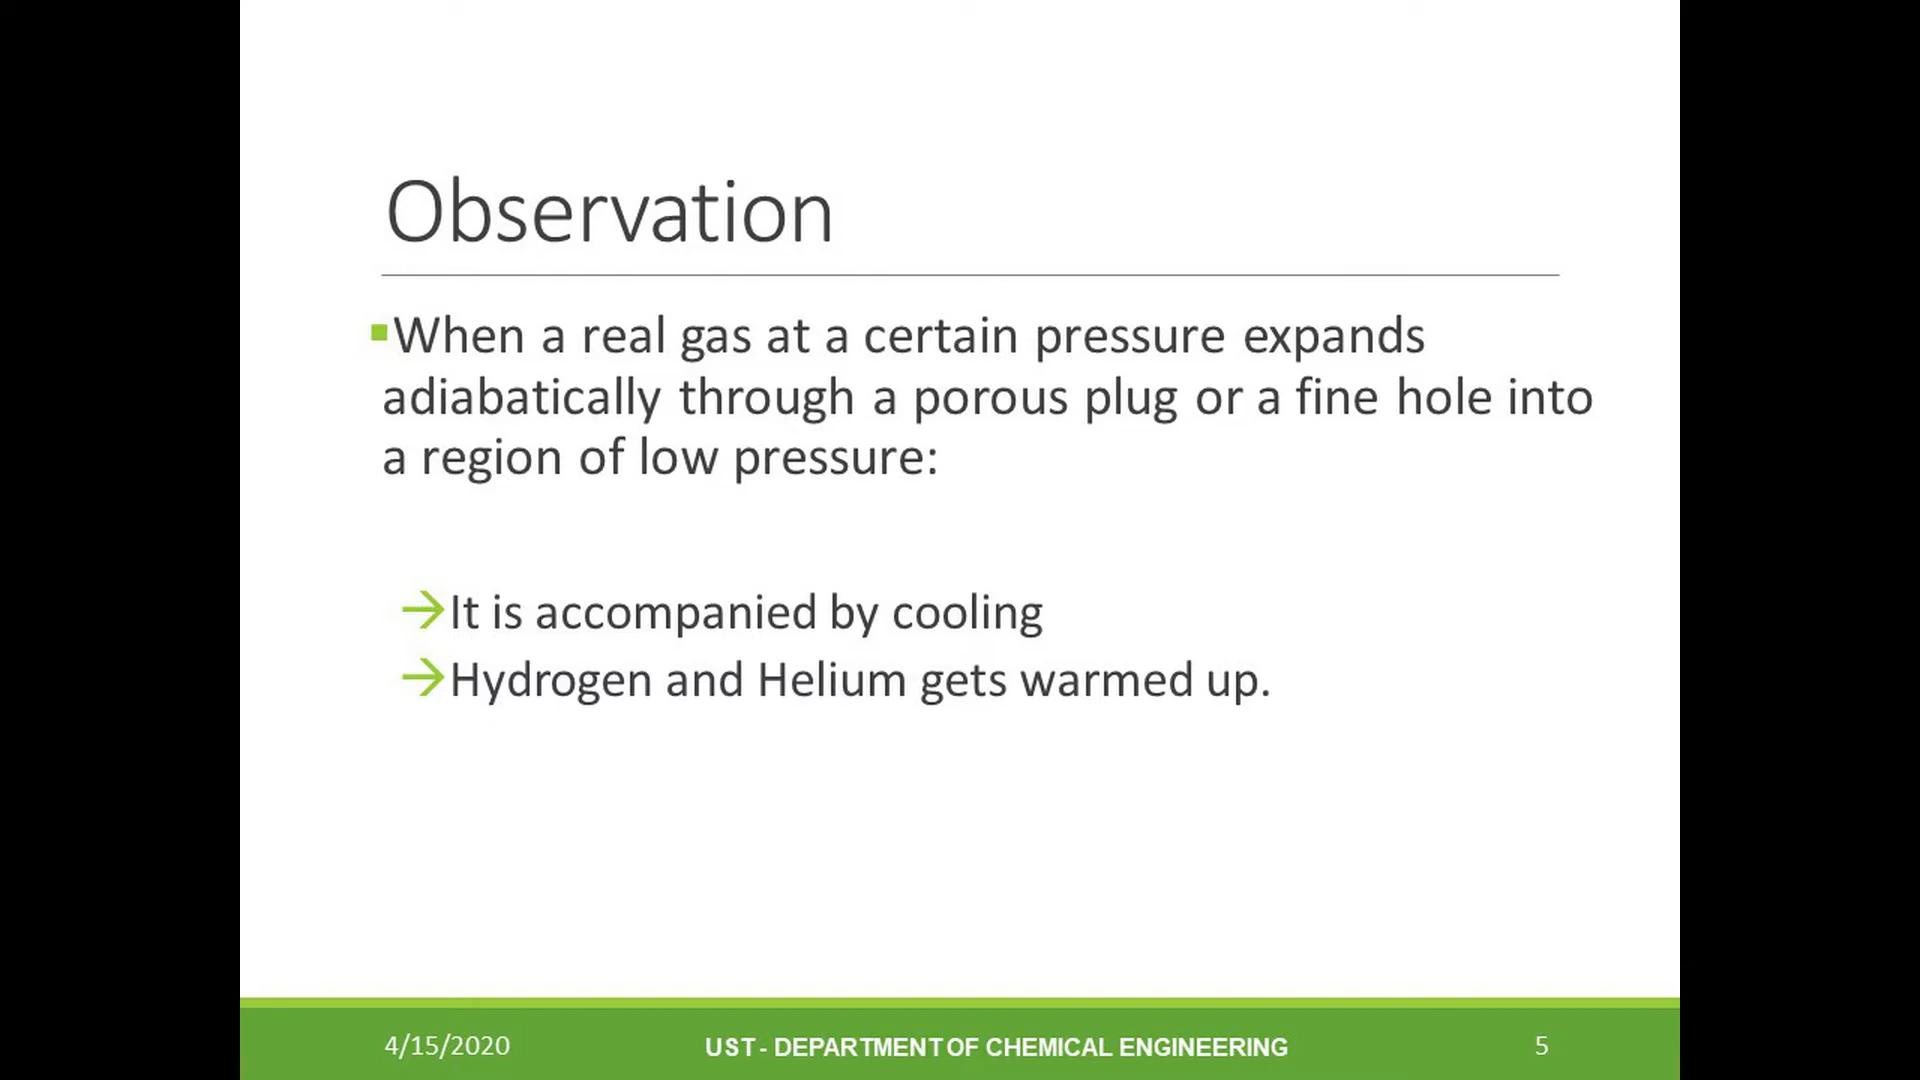 Observation
▪When a real gas at a certain pressure expands
adiabatically through a porous plug or a fine hole into
a region of low pressure:
→It is accompanied by cooling
→Hydrogen and Helium gets warmed up.
4/15/2020 UST - DEPARTMENT OF CHEMICAL ENGINEERING 5